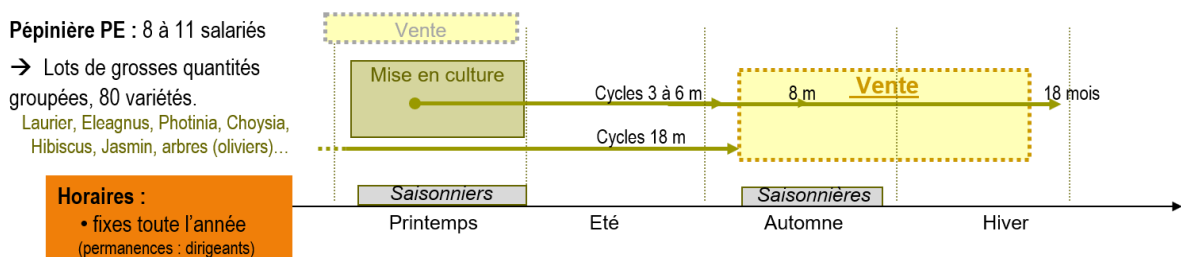 Pépinière PE : 8 à 11 salariés
→ Lots de grosses quantités
groupées, 80 variétés.
Laurier, Eleagnus, Photinia, Choysia,
Hibiscus, Jasmin, arbres (oliviers)…
Horaires :
• fixes toute l’année
(permanences : dirigeants)
Vente
Mise en culture
Cycles 3 à 6 m
8 m
Vente
18 mois
Cycles 18 m
Saisonniers
Saisonnières
Printemps
Eté
Automne
Hiver